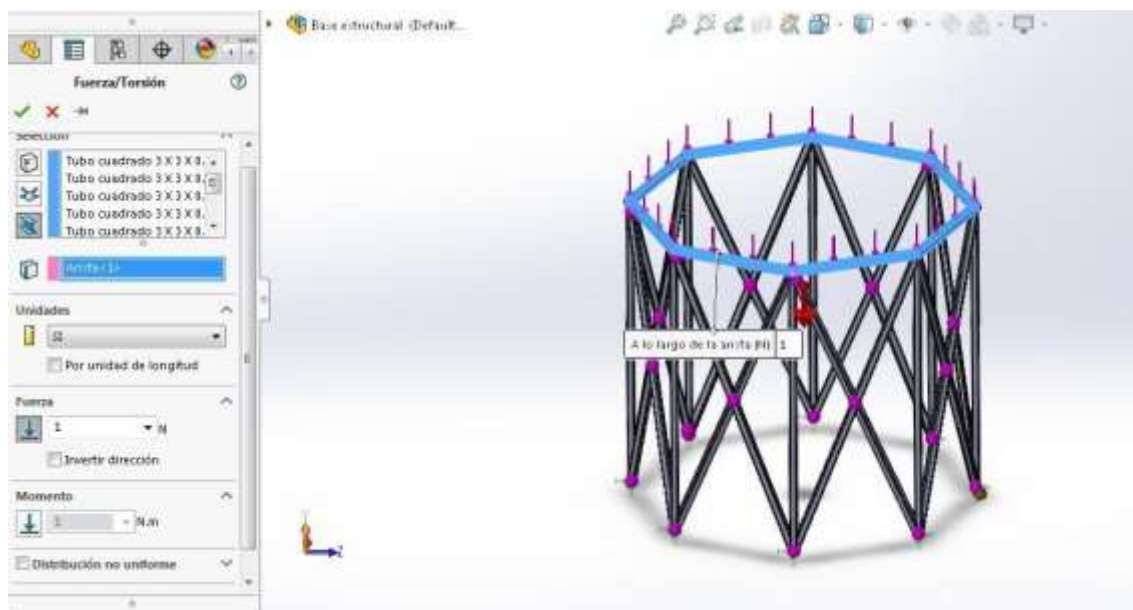 Base estructural (Default...
Fuerza/Torsión
Selección
Tubo cuadrado 3 X 3 X 0.
Tubo cuadrado 3 X 3 X 0.
Tubo cuadrado 3 X 3 X 0.
Tubo cuadrado 3 X 3 X 0.
Tubo cuadrado 3 X 3 X 0.
Arista<1>
Unidades
SI
Por unidad de longitud
Fuerza
1 N
Invertir dirección
Momento
1 N.m
Distribución no uniforme
A lo largo de la arista (N): 1
Z